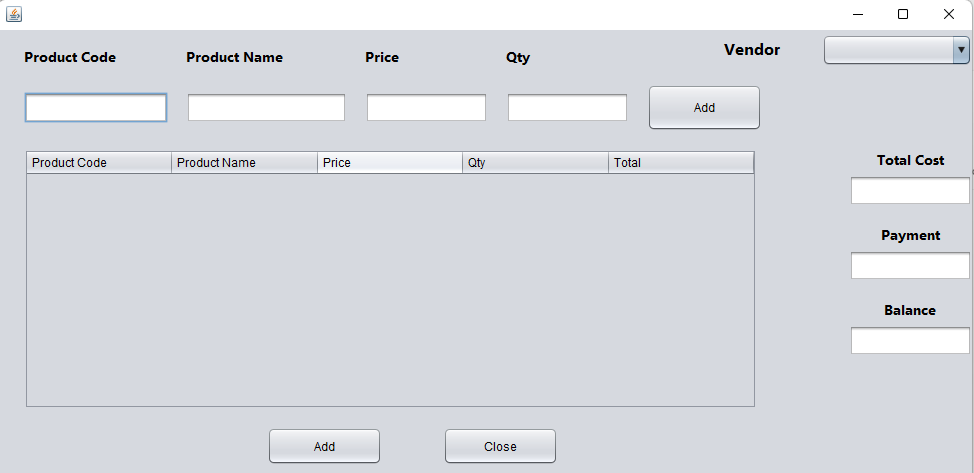 Product Code Product Name Price Qty Vendor
Add
Product Code Product Name Price Qty Total
Total Cost
Payment
Balance
Add Close